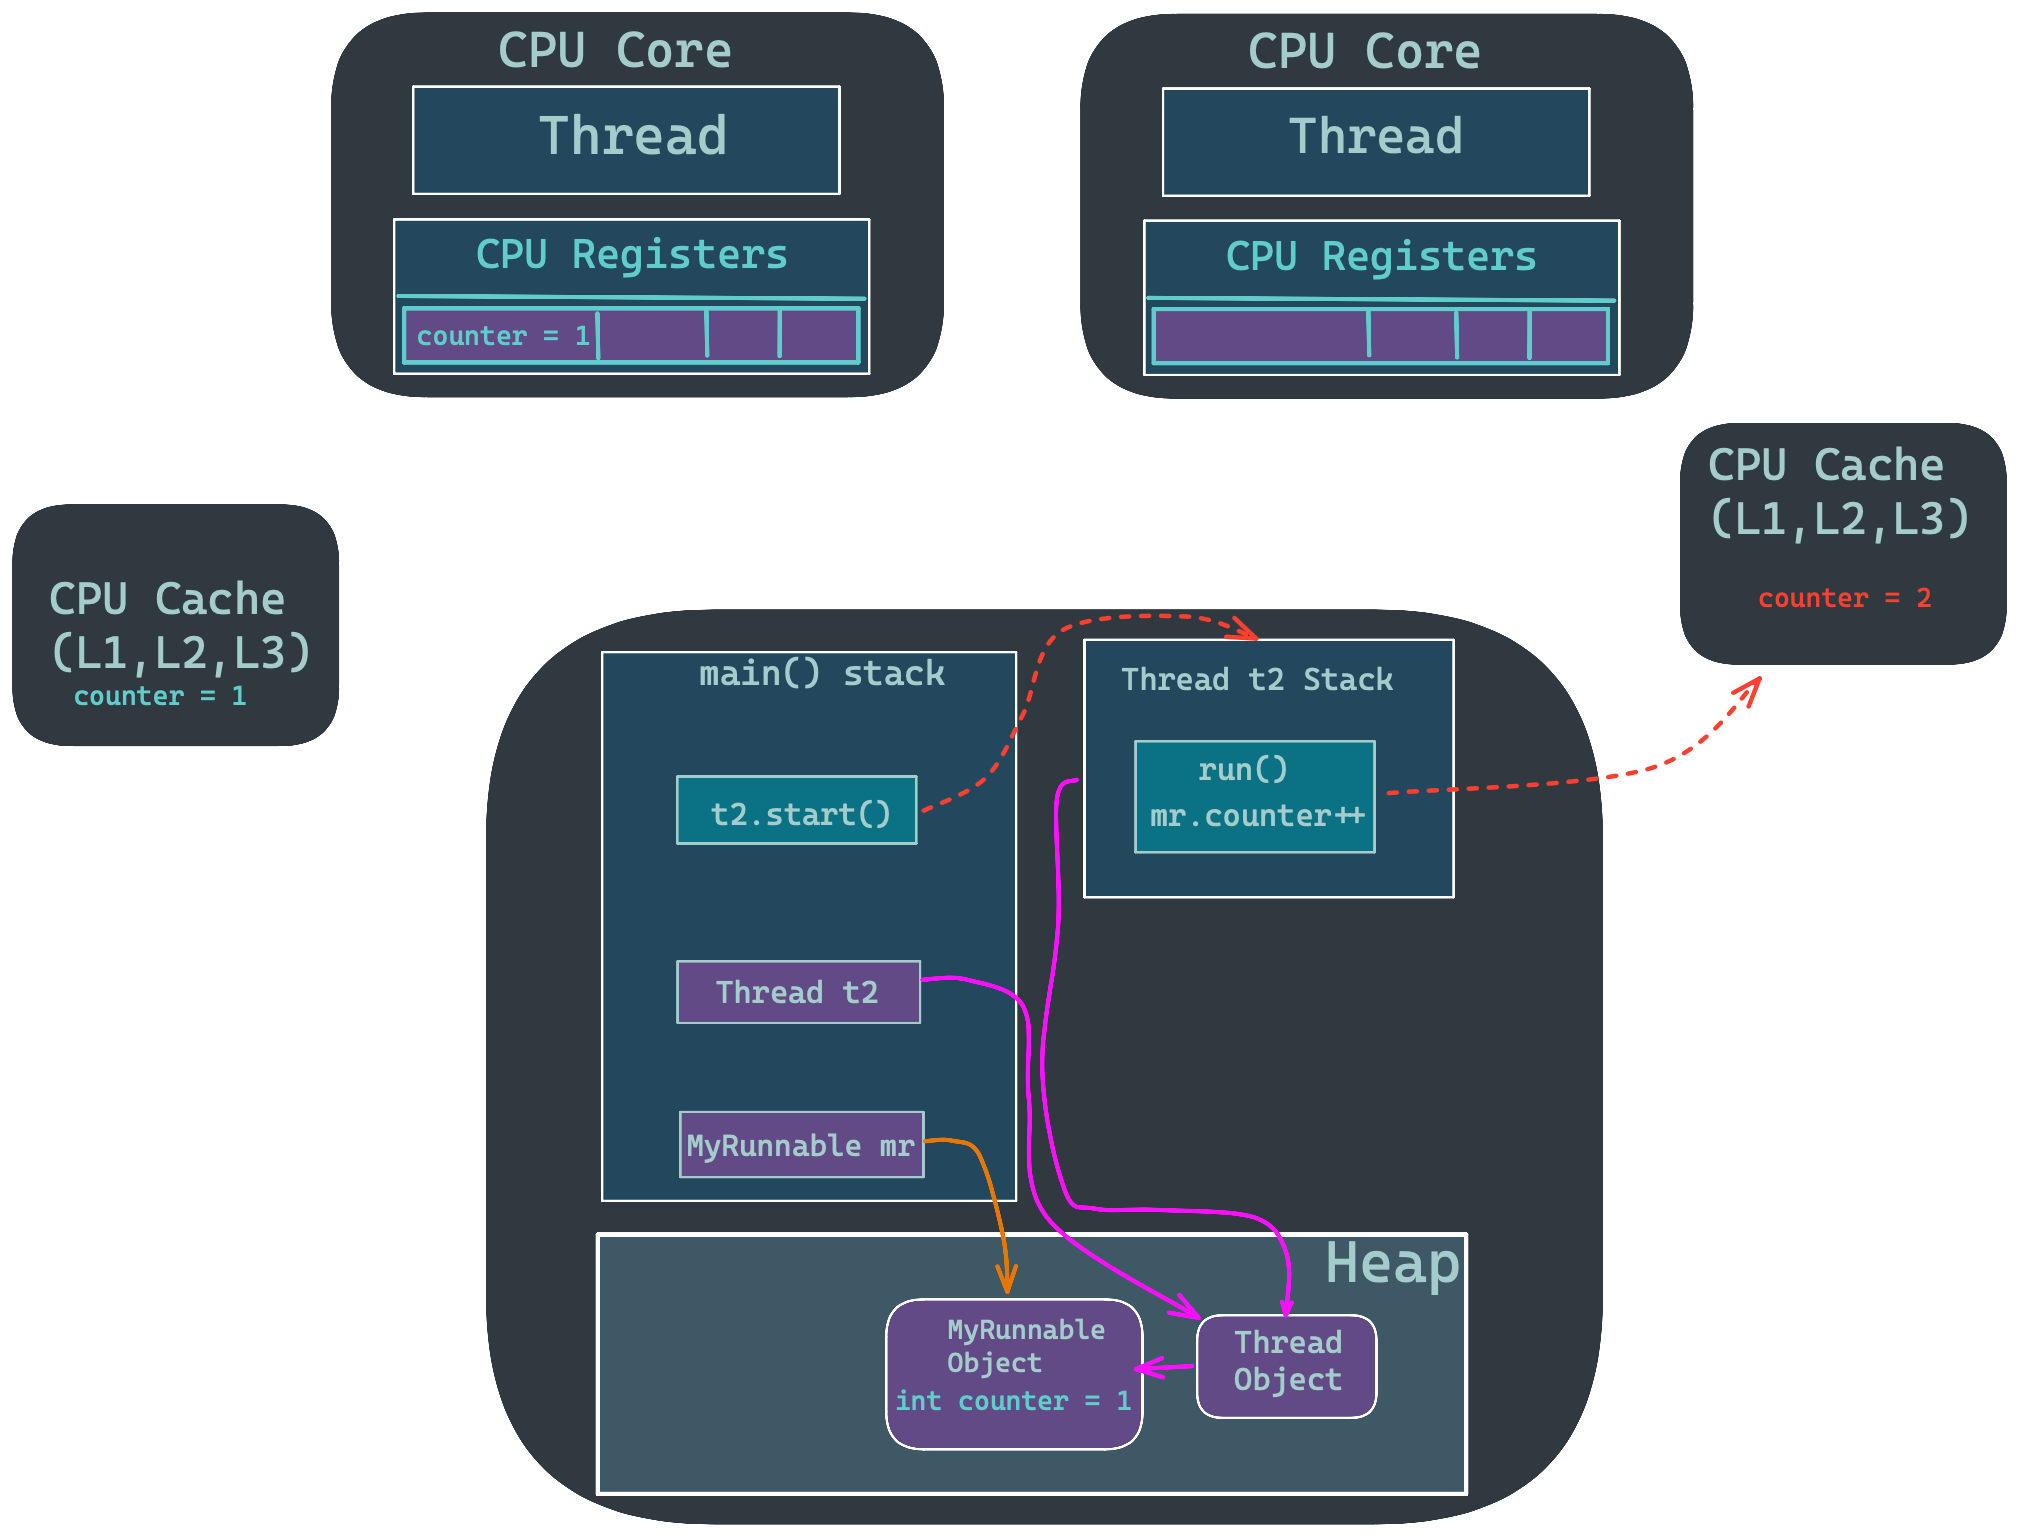 CPU Core
Thread
CPU Registers
counter = 1
CPU Core
Thread
CPU Registers
CPU Cache
(L1,L2,L3)
counter = 2
CPU Cache
(L1,L2,L3)
counter = 1
main() stack
t2.start()
Thread t2
MyRunnable mr
Thread t2 Stack
run()
mr.counter++
Heap
MyRunnable
Object
int counter = 1
Thread
Object